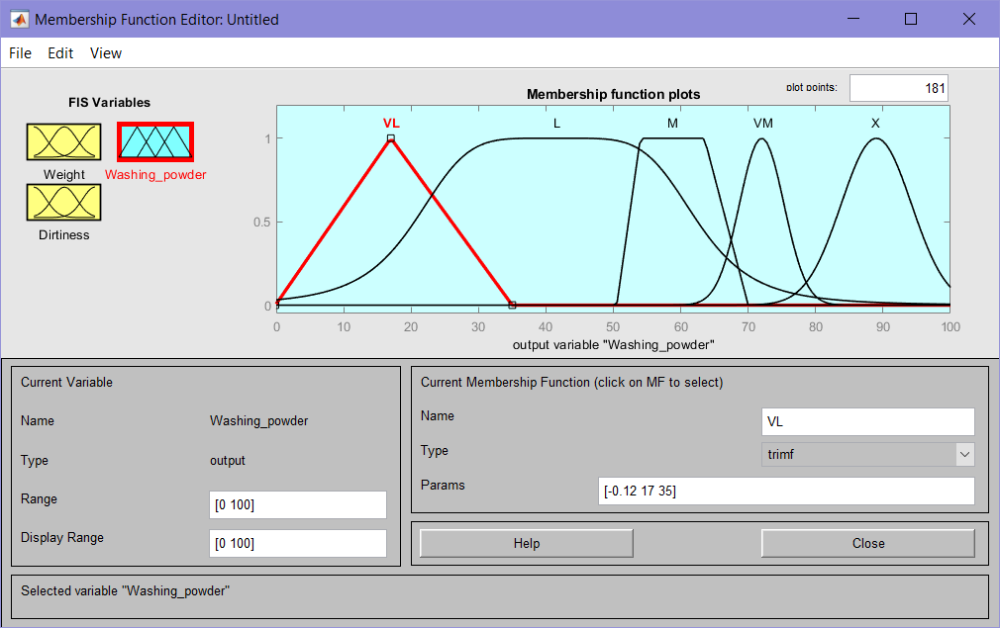 Membership Function Editor: Untitled
File Edit View
FIS Variables
Weight
Washing_powder
Dirtiness
Membership function plots
plot points:
181
VL L M VM X
1
0.5
0
0 10 20 30 40 50 60 70 80 90 100
output variable "Washing_powder"
Current Variable
Name Washing_powder
Type output
Range [0 100]
Display Range [0 100]
Current Membership Function (click on MF to select)
Name VL
Type trimf
Params [-0.12 17 35]
Help Close
Selected variable "Washing_powder"